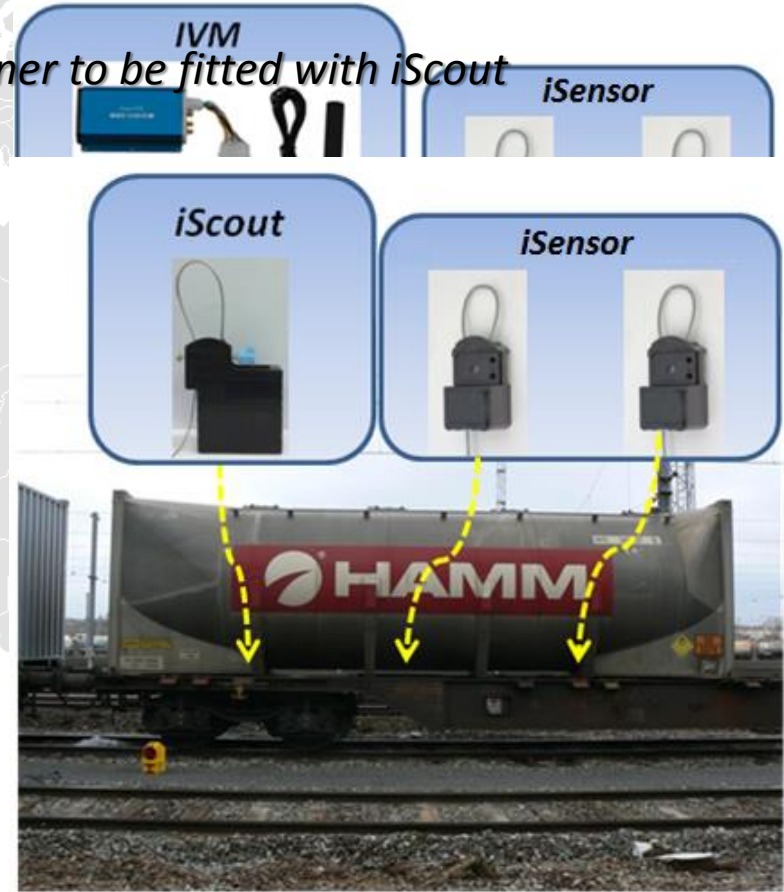 IVM
ner to be fitted with iScout
iSensor
iScout
iSensor
HAMM